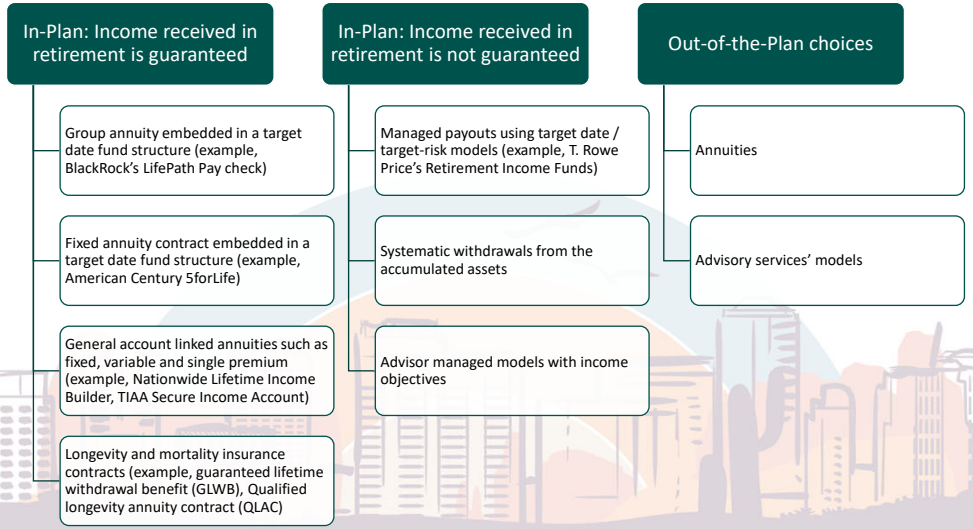 In-Plan: Income received in
retirement is guaranteed
Group annuity embedded in a target
date fund structure (example,
BlackRock's LifePath Pay check)
Fixed annuity contract embedded in a
target date fund structure (example,
American Century 5forLife)
General account linked annuities such as
fixed, variable and single premium
(example, Nationwide Lifetime Income
Builder, TIAA Secure Income Account)
Longevity and mortality insurance
contracts (example, guaranteed lifetime
withdrawal benefit (GLWB), Qualified
longevity annuity contract (QLAC)
In-Plan: Income received in
retirement is not guaranteed
Managed payouts using target date /
target-risk models (example, T. Rowe
Price's Retirement Income Funds)
Systematic withdrawals from the
accumulated assets
Advisor managed models with income
objectives
Out-of-the-Plan choices
Annuities
Advisory services' models